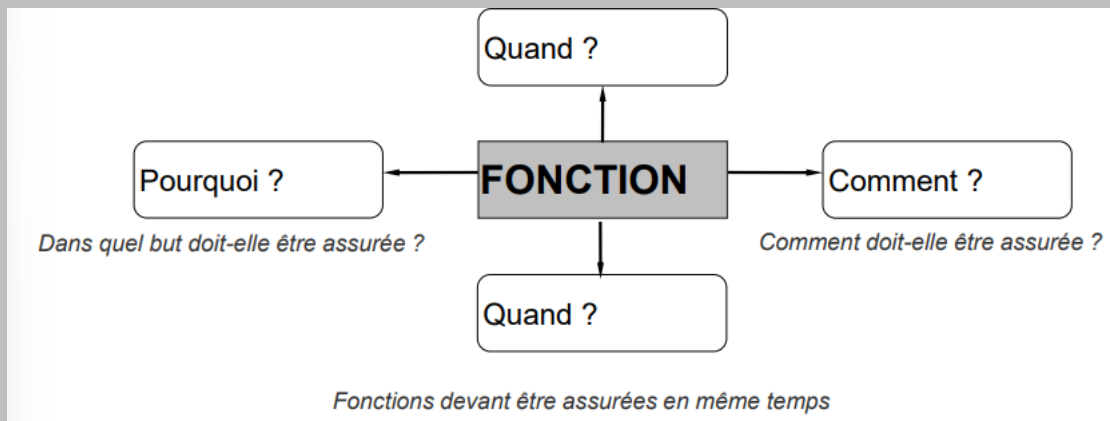 Quand ?
Pourquoi ?
FONCTION
Comment ?
Dans quel but doit-elle être assurée ?
Comment doit-elle être assurée ?
Quand ?
Fonctions devant être assurées en même temps